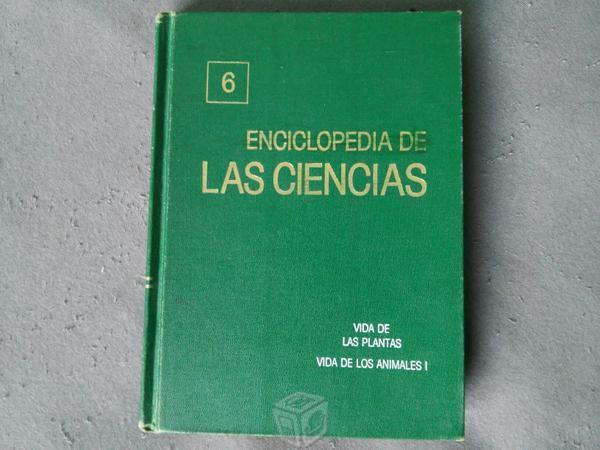 6
ENCICLOPEDIA DE
LAS CIENCIAS
VIDA DE
LAS PLANTAS
VIDA DE LOS ANIMALES I